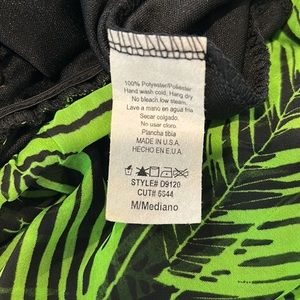 100% Polyester/Poliester
Hand wash cold. Hang dry
No bleach.low steam.
Lave a mano en agua fria
Secar colgado.
No usar cloro.
Plancha tibia
MADE IN U.S.A.
HECHO EN E.U.A.
STYLE# D9120
CUT# 6844
M/Mediano